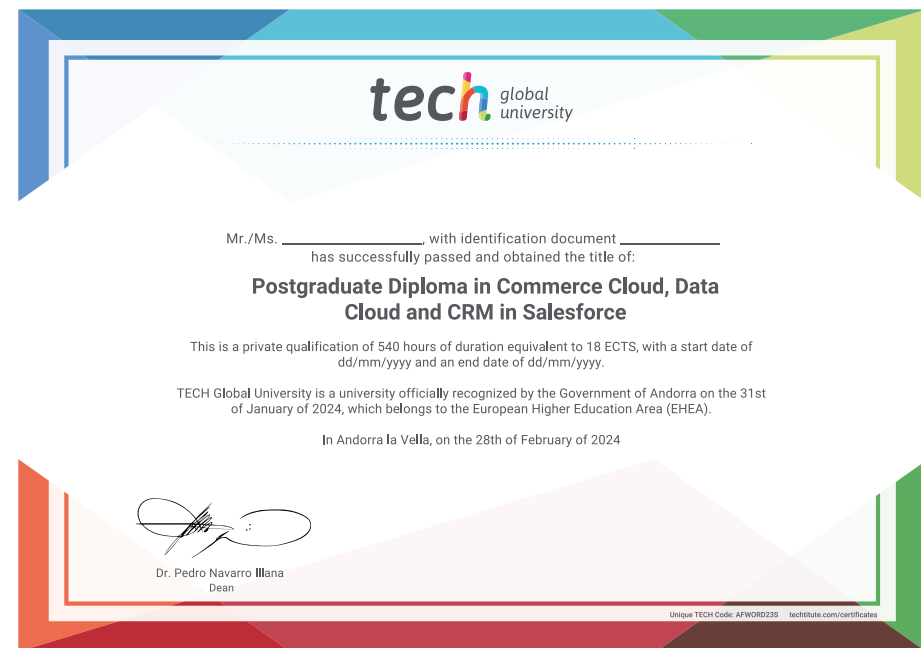 tech global university
Mr./Ms. ____________________, with identification document ______________
has successfully passed and obtained the title of:
Postgraduate Diploma in Commerce Cloud, Data
Cloud and CRM in Salesforce
This is a private qualification of 540 hours of duration equivalent to 18 ECTS, with a start date of
dd/mm/yyyy and an end date of dd/mm/yyyy.
TECH Global University is a university officially recognized by the Government of Andorra on the 31st
of January of 2024, which belongs to the European Higher Education Area (EHEA).
In Andorra la Vella, on the 28th of February of 2024
Dr. Pedro Navarro Illana
Dean
Unique TECH Code: AFWORD23S techtitute.com/certificates